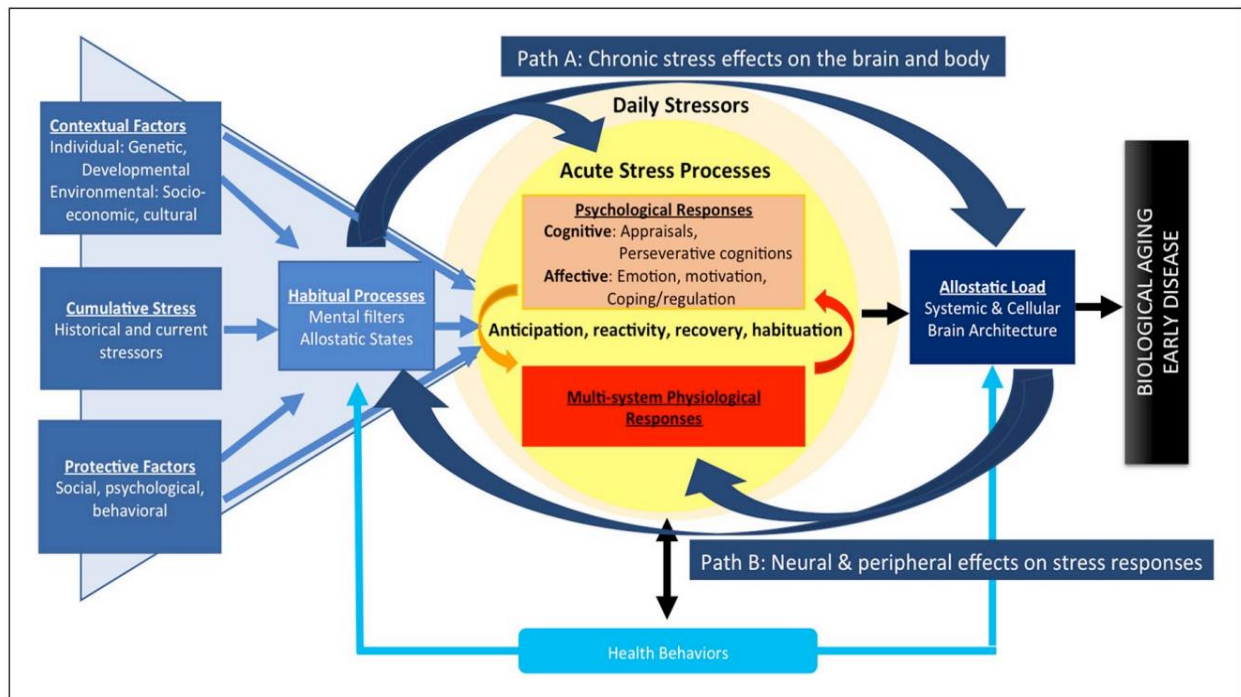 Path A: Chronic stress effects on the brain and body
Contextual Factors
Individual: Genetic,
Developmental
Environmental: Socio-
economic, cultural
Cumulative Stress
Historical and current
stressors
Protective Factors
Social, psychological,
behavioral
Habitual Processes
Mental filters
Allostatic States
Daily Stressors
Acute Stress Processes
Psychological Responses
Cognitive: Appraisals,
Perseverative cognitions
Affective: Emotion, motivation,
Coping/regulation
Anticipation, reactivity, recovery, habituation
Multi-system Physiological
Responses
Allostatic Load
Systemic & Cellular
Brain Architecture
BIOLOGICAL AGING
EARLY DISEASE
Path B: Neural & peripheral effects on stress responses
Health Behaviors